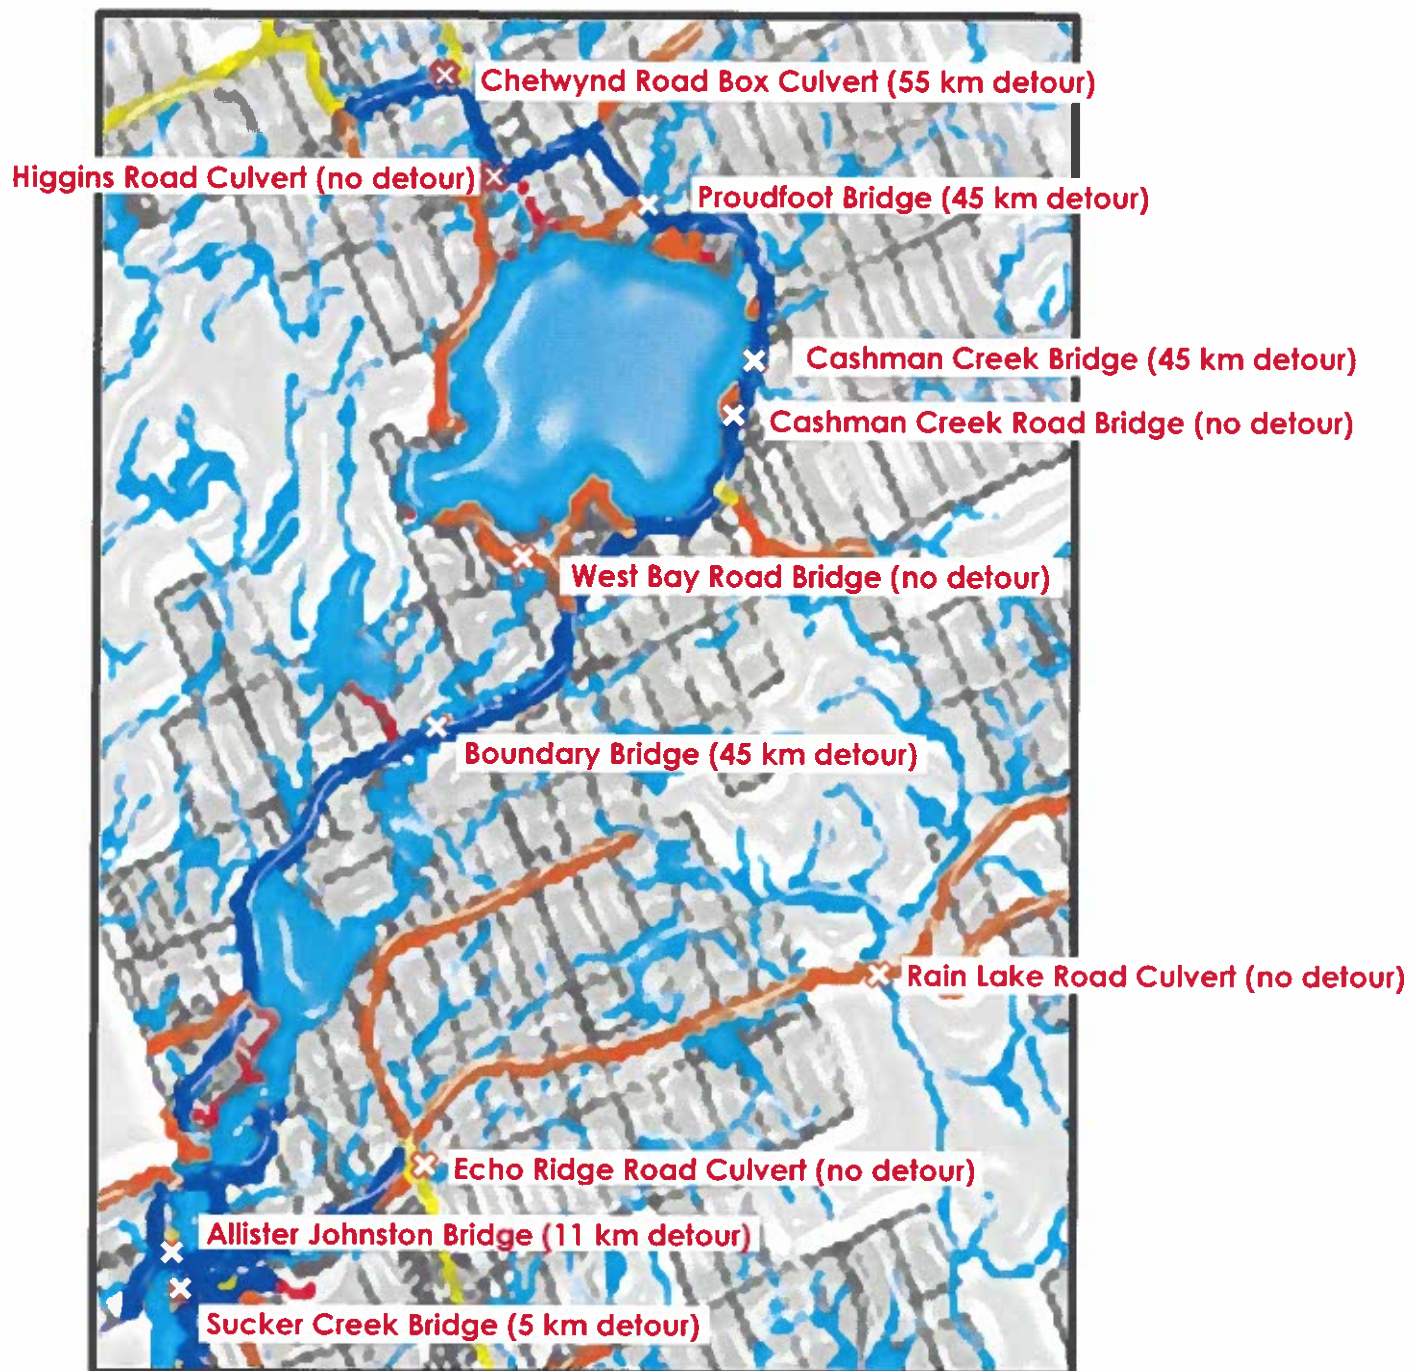 Chetwynd Road Box Culvert (55 km detour)
Higgins Road Culvert (no detour)
Proudfoot Bridge (45 km detour)
Cashman Creek Bridge (45 km detour)
Cashman Creek Road Bridge (no detour)
West Bay Road Bridge (no detour)
Boundary Bridge (45 km detour)
Rain Lake Road Culvert (no detour)
Echo Ridge Road Culvert (no detour)
Allister Johnston Bridge (11 km detour)
Sucker Creek Bridge (5 km detour)